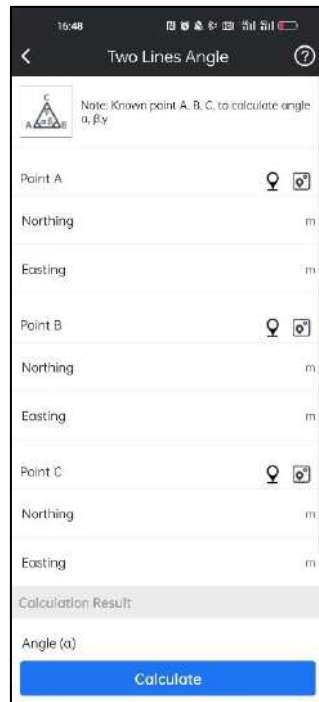 16:48
Two Lines Angle
C
A α β B
Note: Known point A, B, C, to calculate angle
α, β,γ
Point A
Northing m
Easting m
Point B
Northing m
Easting m
Point C
Northing m
Easting m
Calculation Result
Angle (α)
Calculate